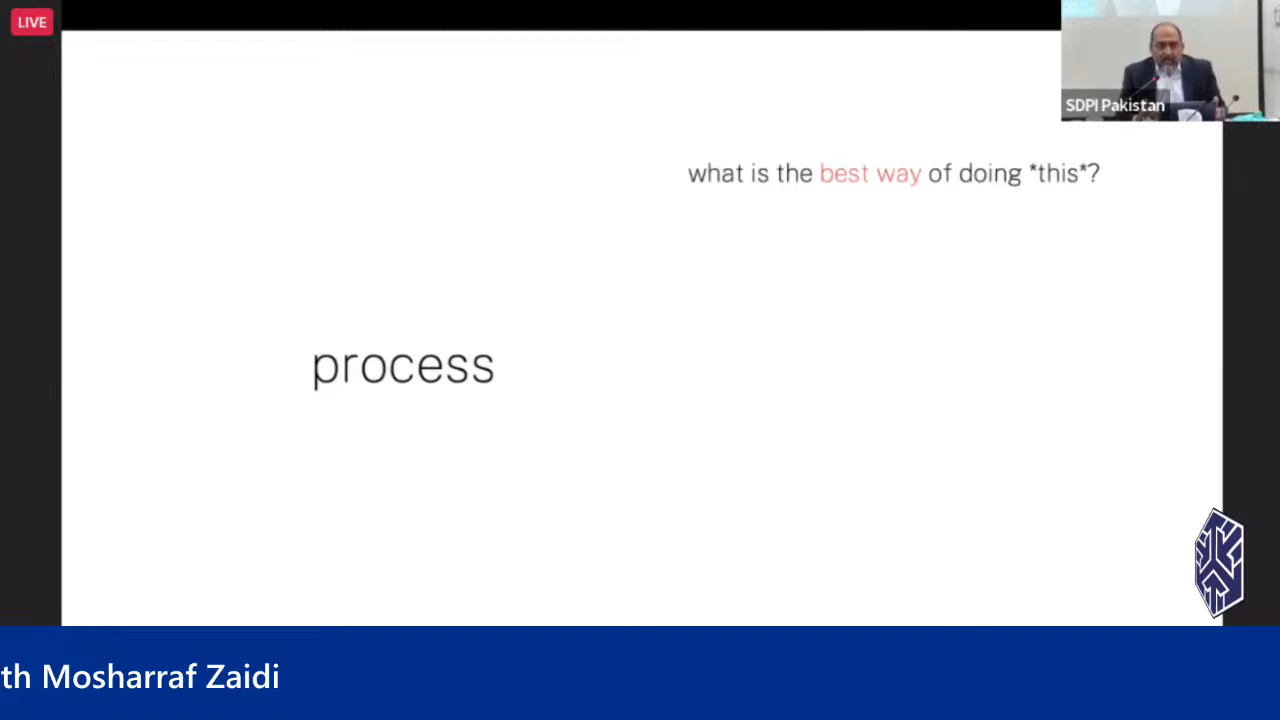 LIVE
SDPI Pakistan
what is the best way of doing *this*?
process
th Mosharraf Zaidi